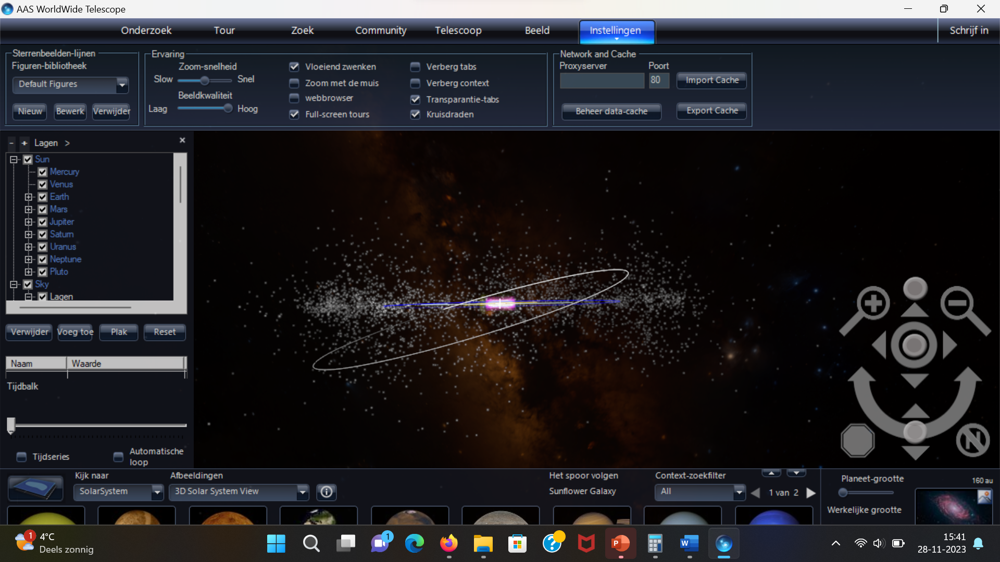 AAS WorldWide Telescope
Onderzoek Tour Zoek Community Telescoop Beeld Instellingen Schrijf in
Sterrenbeelden-lijnen
Figuren-bibliotheek
Default Figures
Nieuw Bewerk Verwijder
Ervaring
Zoom-snelheid
Slow Snel
Beeldkwaliteit
Laag Hoog
Vloeiend zwenken
Zoom met de muis
webbrowser
Full-screen tours
Verberg tabs
Verberg context
Transparantie-tabs
Kruisdraden
Network and Cache
Proxyserver Poort
80 Import Cache
Beheer data-cache Export Cache
- + Lagen > ×
Sun
Mercury
Venus
Earth
Mars
Jupiter
Saturn
Uranus
Neptune
Pluto
Sky
Lagen
Verwijder Voeg toe Plak Reset
Naam Waarde
Tijdbalk
Tijdseries
Automatische
loop
N
Kijk naar
SolarSystem
Afbeeldingen
3D Solar System View
Het spoor volgen
Sunflower Galaxy
Context-zoekfilter
All
1 van 2
Planeet-grootte
Werkelijke grootte
160 au
1 4°C
Deels zonnig
1
15:41
28-11-2023